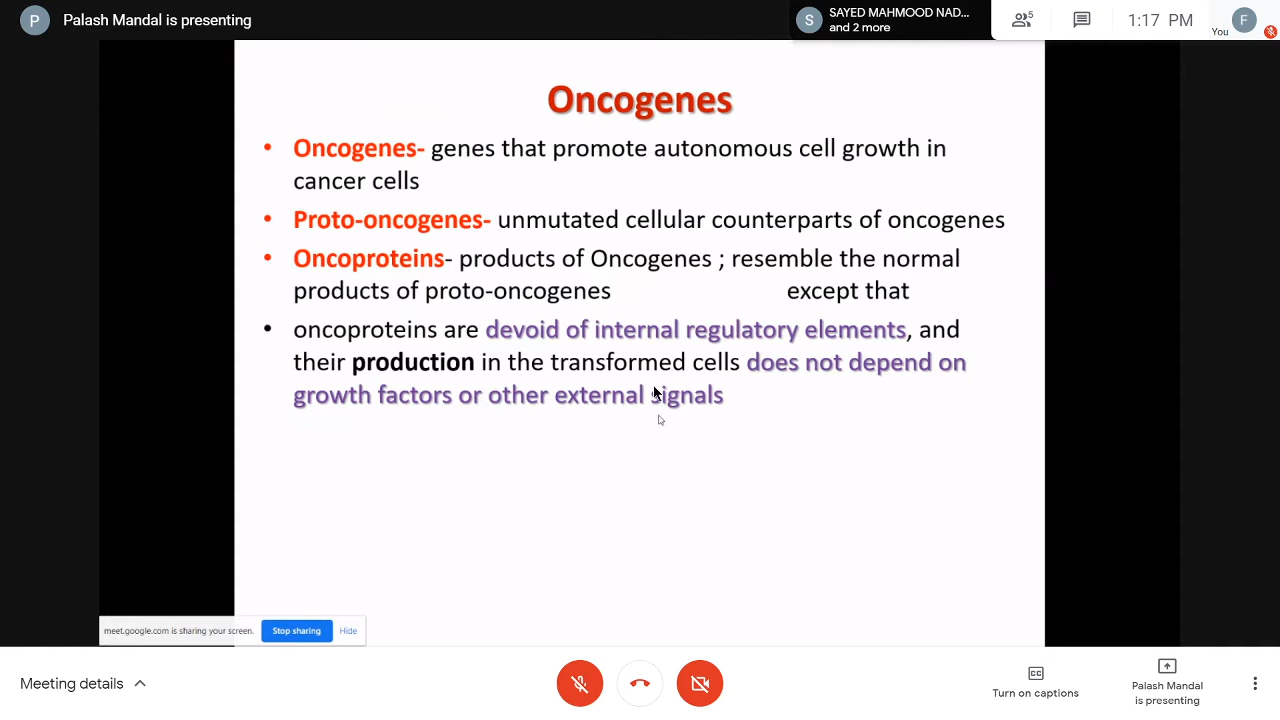 P Palash Mandal is presenting
S SAYED MAHMOOD NAD...
and 2 more
5
1:17 PM
You
F
Oncogenes
• Oncogenes- genes that promote autonomous cell growth in
cancer cells
• Proto-oncogenes- unmutated cellular counterparts of oncogenes
• Oncoproteins- products of Oncogenes ; resemble the normal
products of proto-oncogenes except that
• oncoproteins are devoid of internal regulatory elements, and
their production in the transformed cells does not depend on
growth factors or other external signals
meet.google.com is sharing your screen. Stop sharing Hide
Meeting details
CC
Turn on captions
Palash Mandal
is presenting